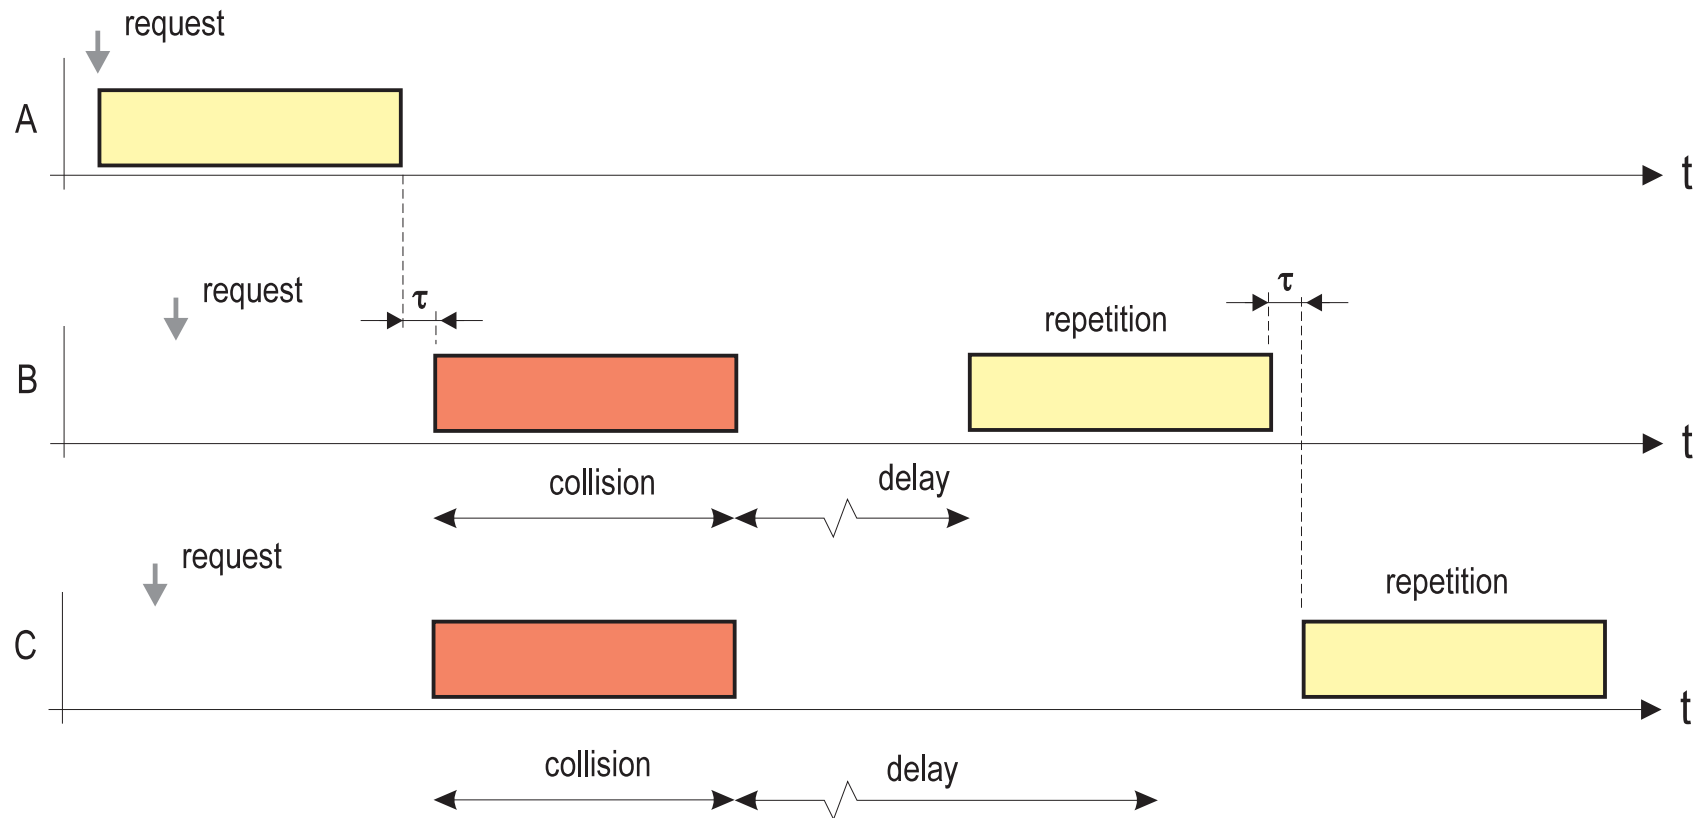 request
A
t
request
τ
τ
repetition
B
t
collision
delay
request
repetition
C
t
collision
delay